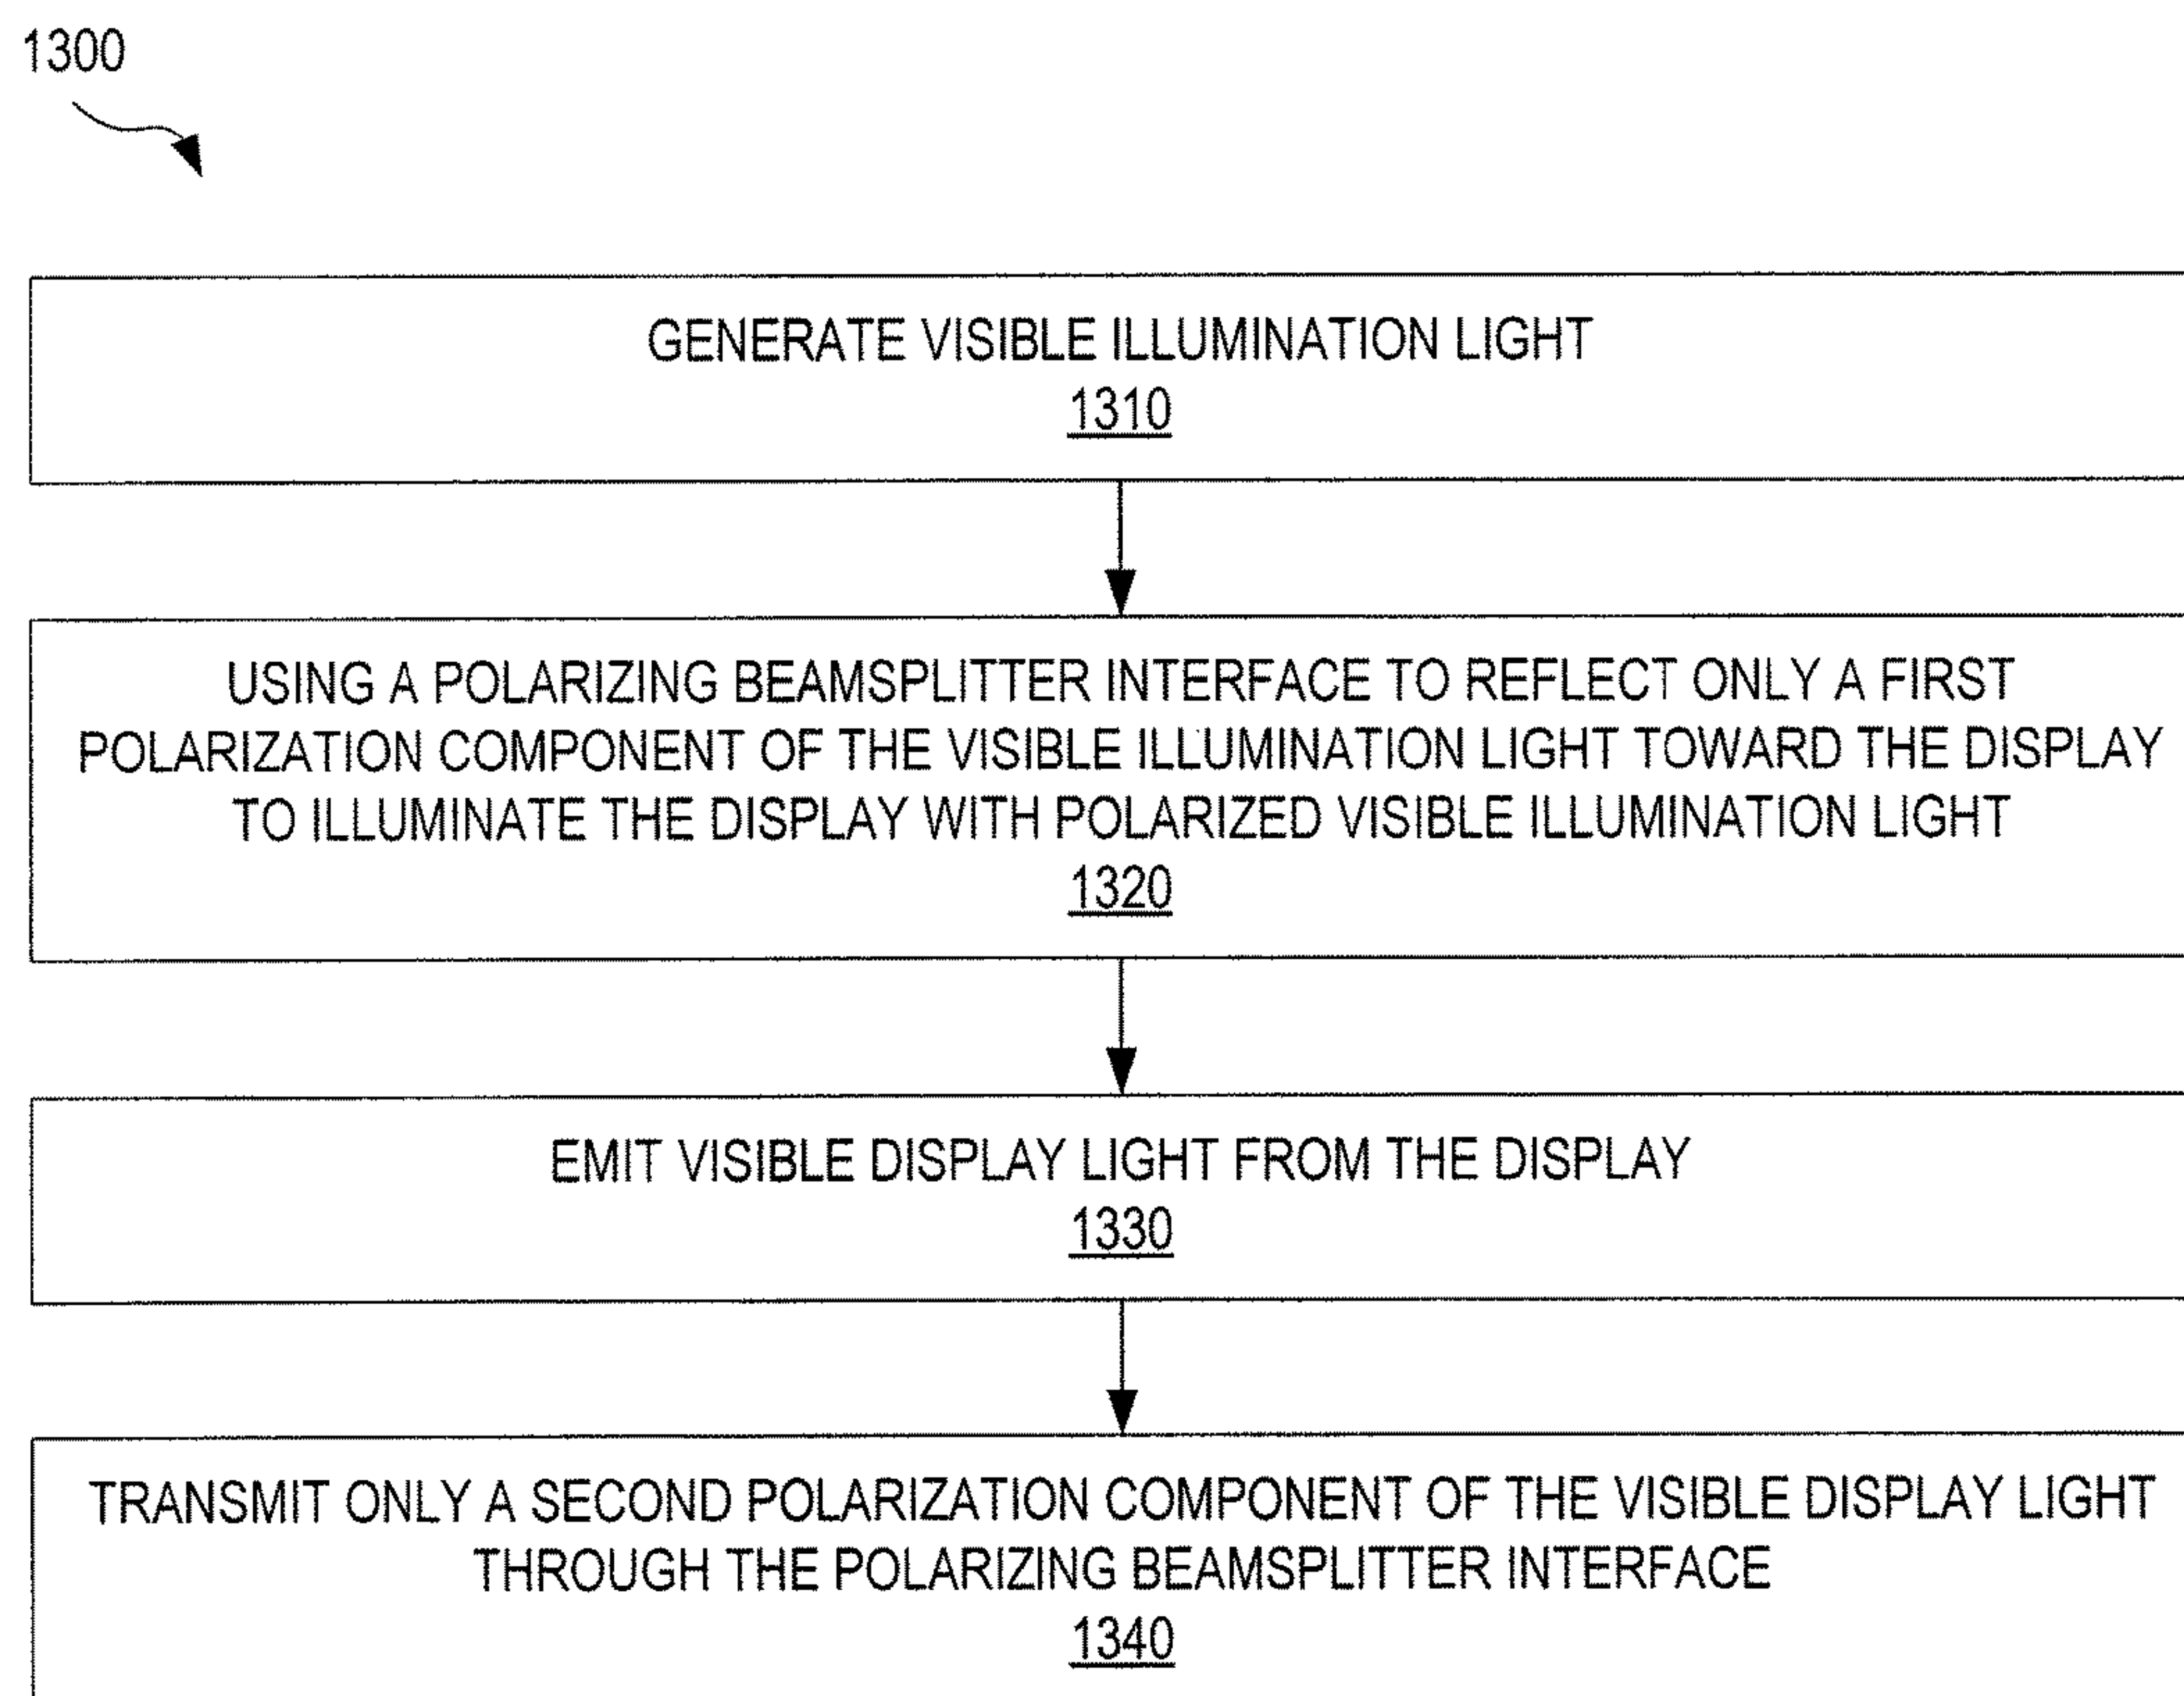 1300
GENERATE VISIBLE ILLUMINATION LIGHT
1310
USING A POLARIZING BEAMSPLITTER INTERFACE TO REFLECT ONLY A FIRST
POLARIZATION COMPONENT OF THE VISIBLE ILLUMINATION LIGHT TOWARD THE DISPLAY
TO ILLUMINATE THE DISPLAY WITH POLARIZED VISIBLE ILLUMINATION LIGHT
1320
EMIT VISIBLE DISPLAY LIGHT FROM THE DISPLAY
1330
TRANSMIT ONLY A SECOND POLARIZATION COMPONENT OF THE VISIBLE DISPLAY LIGHT
THROUGH THE POLARIZING BEAMSPLITTER INTERFACE
1340